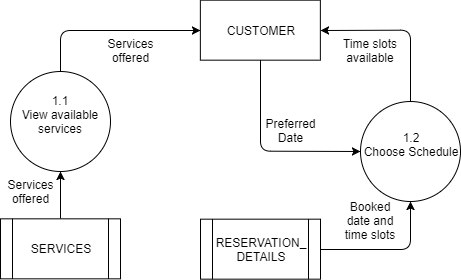 Services
offered
CUSTOMER
Time slots
available
1.1
View available
services
Preferred
Date
1.2
Choose Schedule
Services
offered
Booked
date and
time slots
SERVICES
RESERVATION_
DETAILS